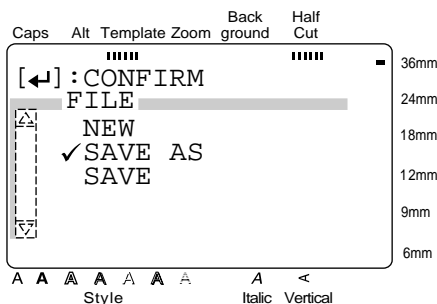 Caps Alt Template Zoom Back ground Half Cut
[↵]:CONFIRM
FILE
NEW
✓SAVE AS
SAVE
36mm
24mm
18mm
12mm
9mm
6mm
A A A A A A A A A
Style Italic Vertical